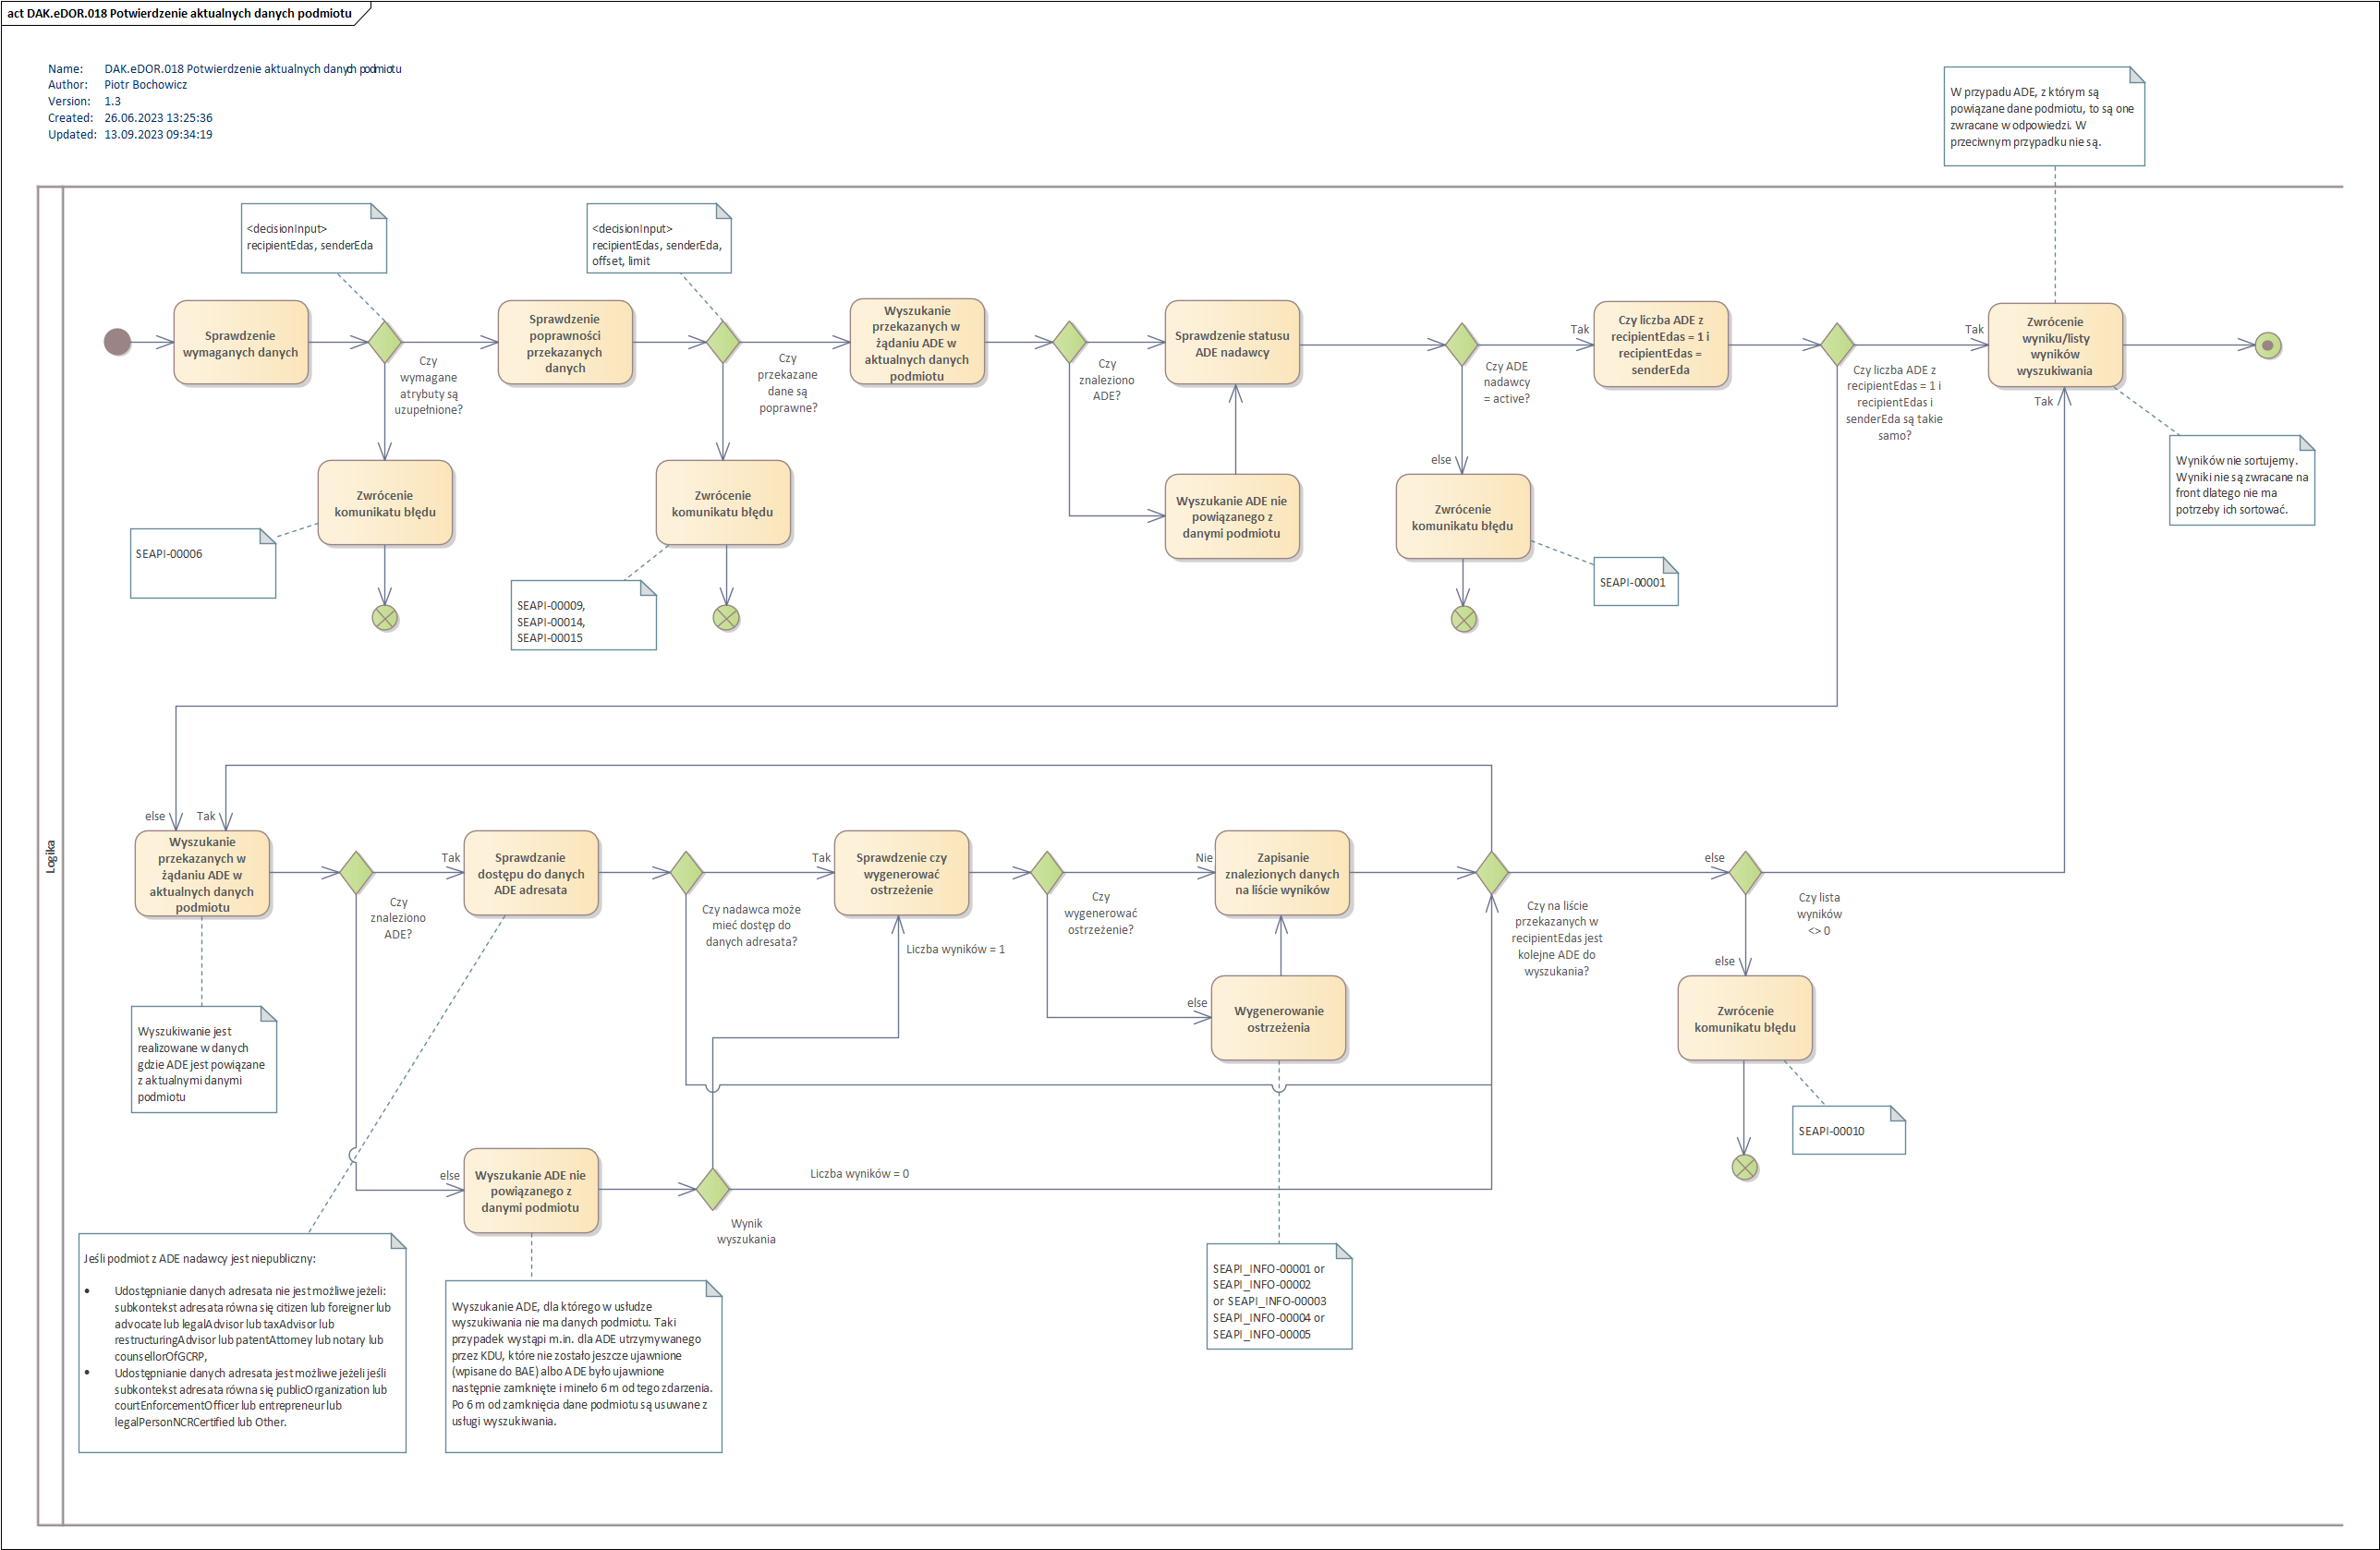 act DAK.eDOR.018 Potwierdzenie aktualnych danych podmiotu
Name: DAK.eDOR.018 Potwierdzenie aktualnych danych podmiotu
Author: Piotr Bochowicz
Version: 1.3
Created: 26.06.2023 13:25:36
Updated: 13.09.2023 09:34:19
W przypadu ADE, z którym są
powiązane dane podmiotu, to są one
zwracane w odpowiedzi. W
przeciwnym przypadku nie są.
<decisionInput>
recipientEdas, senderEda
<decisionInput>
recipientEdas, senderEda,
offset, limit
Sprawdzenie
wymaganych danych
Czy
wymagane
atrybuty są
uzupełnione?
Sprawdzenie
poprawności
przekazanych
danych
Czy
przekazane
dane są
poprawne?
Wyszukanie
przekazanych w
żądaniu ADE w
aktualnych danych
podmiotu
Czy
znaleziono
ADE?
Sprawdzenie statusu
ADE nadawcy
Czy ADE
nadawcy
= active?
Tak
Czy liczba ADE z
recipientEdas = 1 i
recipientEdas =
senderEda
Czy liczba ADE z
recipientEdas = 1 i
recipientEdas i
senderEda są takie
samo?
Tak
Zwrócenie
wyniku/listy
wyników
wyszukiwania
Tak
Wyników nie sortujemy.
Wyniki nie są zwracane na
front dlatego nie ma
potrzeby ich sortować.
Zwrócenie
komunikatu błędu
SEAPI-00006
Zwrócenie
komunikatu błędu
SEAPI-00009,
SEAPI-00014,
SEAPI-00015
Wyszukanie ADE nie
powiązanego z
danymi podmiotu
else
Zwrócenie
komunikatu błędu
SEAPI-00001
Logika
else
Tak
Wyszukanie
przekazanych w
żądaniu ADE w
aktualnych danych
podmiotu
Czy
znaleziono
ADE?
Tak
Sprawdzanie
dostępu do danych
ADE adresata
Czy nadawca może
mieć dostęp do
danych adresata?
Tak
Sprawdzenie czy
wygenerować
ostrzeżenie
Liczba wyników = 1
Czy
wygenerować
ostrzeżenie?
Nie
Zapisanie
znalezionych danych
na liście wyników
Czy na liście
przekazanych w
recipientEdas jest
kolejne ADE do
wyszukania?
else
Czy lista
wyników
<> 0
else
Wygenerowanie
ostrzeżenia
else
Zwrócenie
komunikatu błędu
SEAPI-00010
Wyszukiwanie jest
realizowane w danych
gdzie ADE jest powiązane
z aktualnymi danymi
podmiotu
else
Wyszukanie ADE nie
powiązanego z
danymi podmiotu
Liczba wyników = 0
Wynik
wyszukania
Jeśli podmiot z ADE nadawcy jest niepubliczny:
• Udostępnianie danych adresata nie jest możliwe jeżeli:
subkontekst adresata równa się citizen lub foreigner lub
advocate lub legalAdvisor lub taxAdvisor lub
restructuringAdvisor lub patentAttorney lub notary lub
counsellorOfGCRP,
• Udostępnianie danych adresata jest możliwe jeżeli jeśli
subkontekst adresata równa się publicOrganization lub
courtEnforcementOfficer lub entrepreneur lub
legalPersonNCRCertified lub Other.
Wyszukanie ADE, dla którego w usłudze
wyszukiwania nie ma danych podmiotu. Taki
przypadek wystąpi m.in. dla ADE utrzymywanego
przez KDU, które nie zostało jeszcze ujawnione
(wpisane do BAE) albo ADE było ujawnione
następnie zamknięte i mineło 6 m od tego zdarzenia.
Po 6 m od zamknięcia dane podmiotu są usuwane z
usługi wyszukiwania.
SEAPI_INFO-00001 or
SEAPI_INFO-00002
or SEAPI_INFO-00003
SEAPI_INFO-00004 or
SEAPI_INFO-00005